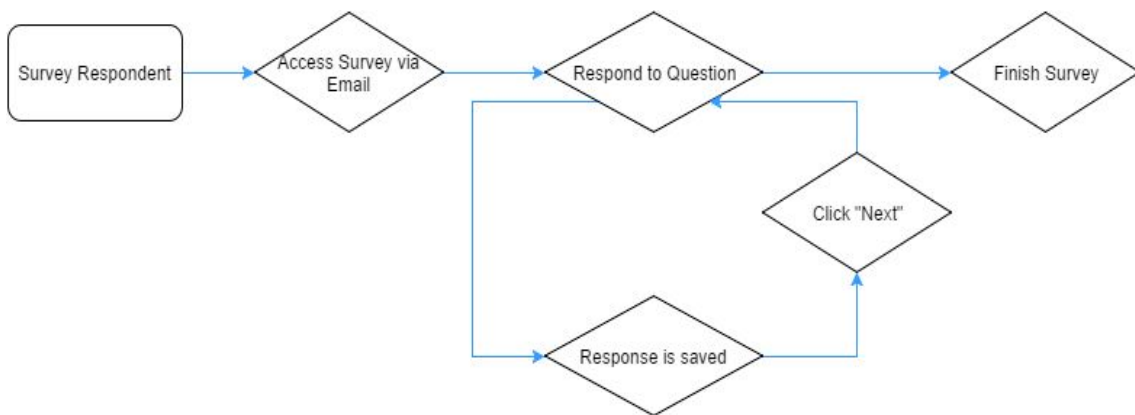 Survey Respondent
Access Survey via
Email
Respond to Question
Finish Survey
Click "Next"
Response is saved